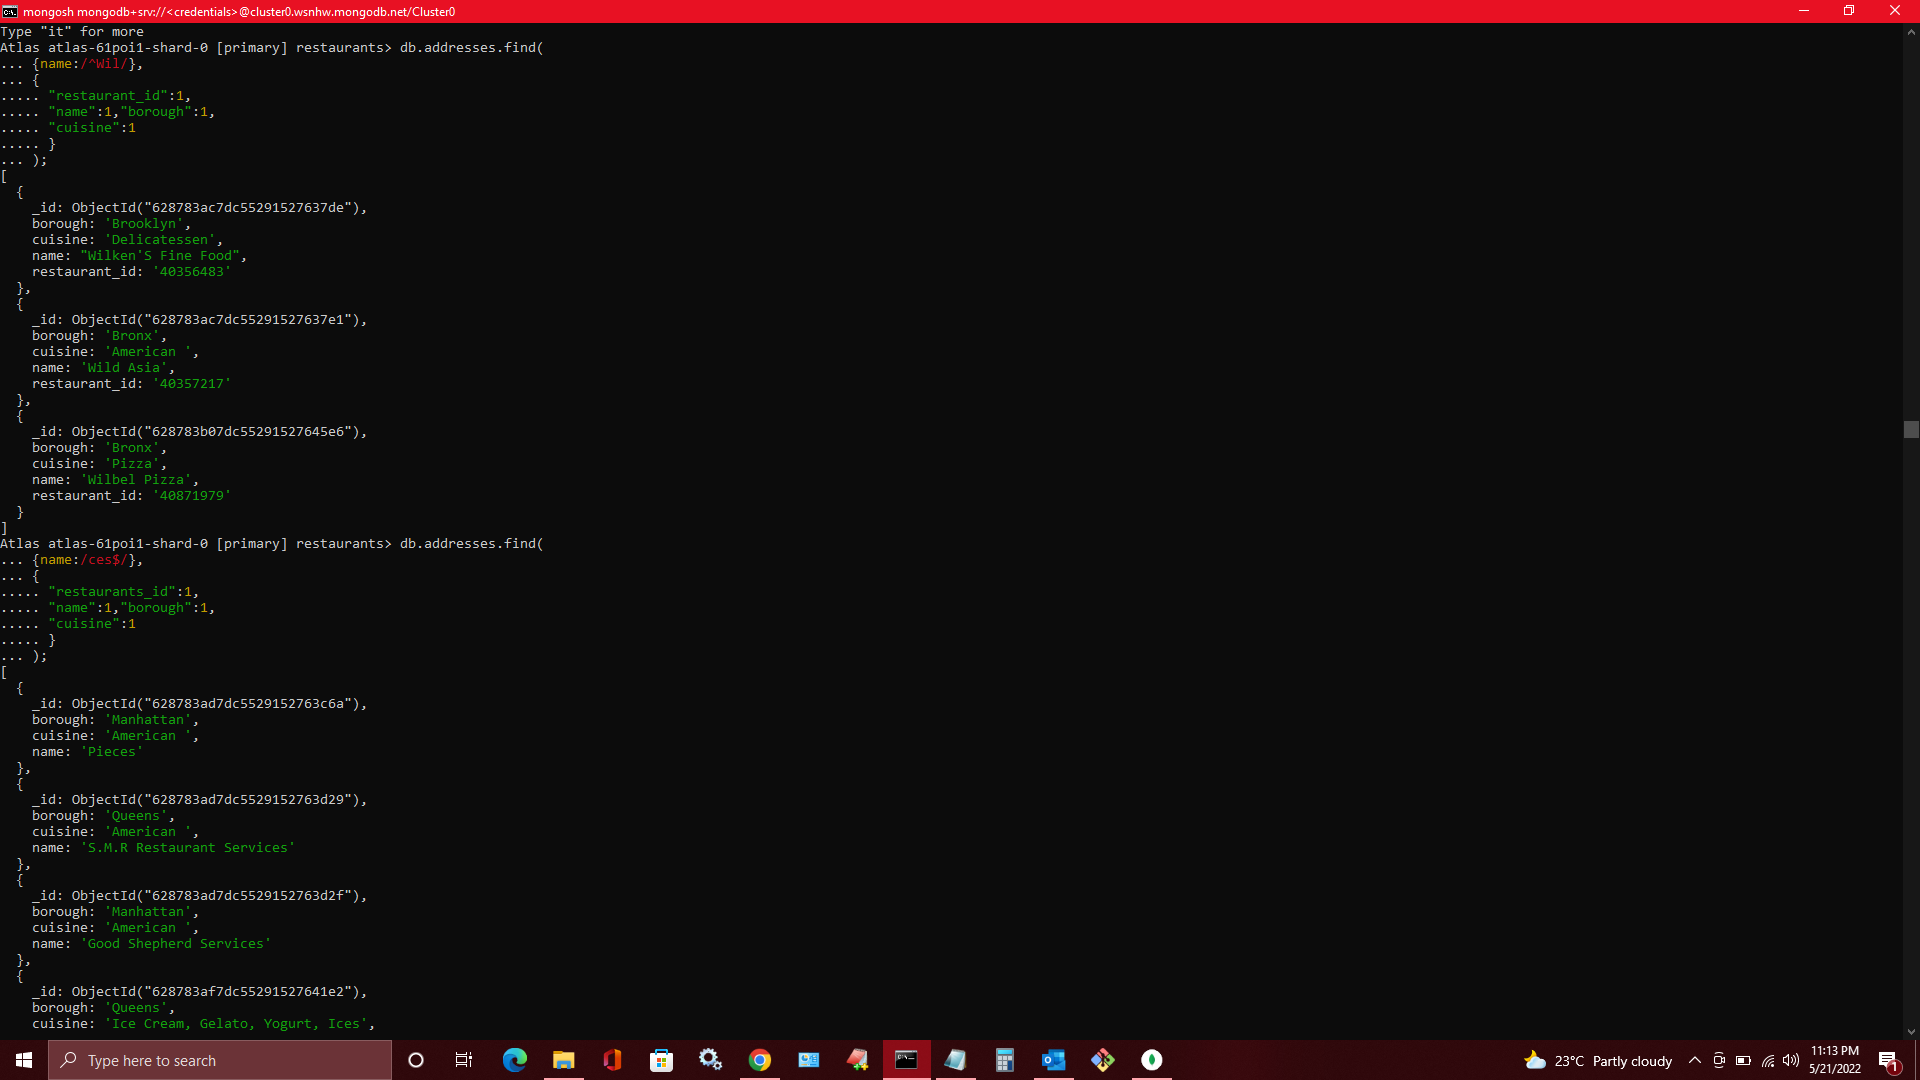 mongosh mongodb+srv://<credentials>@cluster0.wsnhw.mongodb.net/Cluster0
Type "it" for more
Atlas atlas-61poi1-shard-0 [primary] restaurants> db.addresses.find(
... {name:/^Wil/},
... {
..... "restaurant_id":1,
..... "name":1,"borough":1,
..... "cuisine":1
..... }
... );
[
  {
    _id: ObjectId("628783ac7dc55291527637de"),
    borough: 'Brooklyn',
    cuisine: 'Delicatessen',
    name: "Wilken'S Fine Food",
    restaurant_id: '40356483'
  },
  {
    _id: ObjectId("628783ac7dc55291527637e1"),
    borough: 'Bronx',
    cuisine: 'American ',
    name: 'Wild Asia',
    restaurant_id: '40357217'
  },
  {
    _id: ObjectId("628783b07dc55291527645e6"),
    borough: 'Bronx',
    cuisine: 'Pizza',
    name: 'Wilbel Pizza',
    restaurant_id: '40871979'
  }
]
Atlas atlas-61poi1-shard-0 [primary] restaurants> db.addresses.find(
... {name:/ces$/},
... {
..... "restaurants_id":1,
..... "name":1,"borough":1,
..... "cuisine":1
..... }
... );
[
  {
    _id: ObjectId("628783ad7dc5529152763c6a"),
    borough: 'Manhattan',
    cuisine: 'American ',
    name: 'Pieces'
  },
  {
    _id: ObjectId("628783ad7dc5529152763d29"),
    borough: 'Queens',
    cuisine: 'American ',
    name: 'S.M.R Restaurant Services'
  },
  {
    _id: ObjectId("628783ad7dc5529152763d2f"),
    borough: 'Manhattan',
    cuisine: 'American ',
    name: 'Good Shepherd Services'
  },
  {
    _id: ObjectId("628783af7dc55291527641e2"),
    borough: 'Queens',
    cuisine: 'Ice Cream, Gelato, Yogurt, Ices',
Type here to search
23°C Partly cloudy
11:13 PM
5/21/2022
1